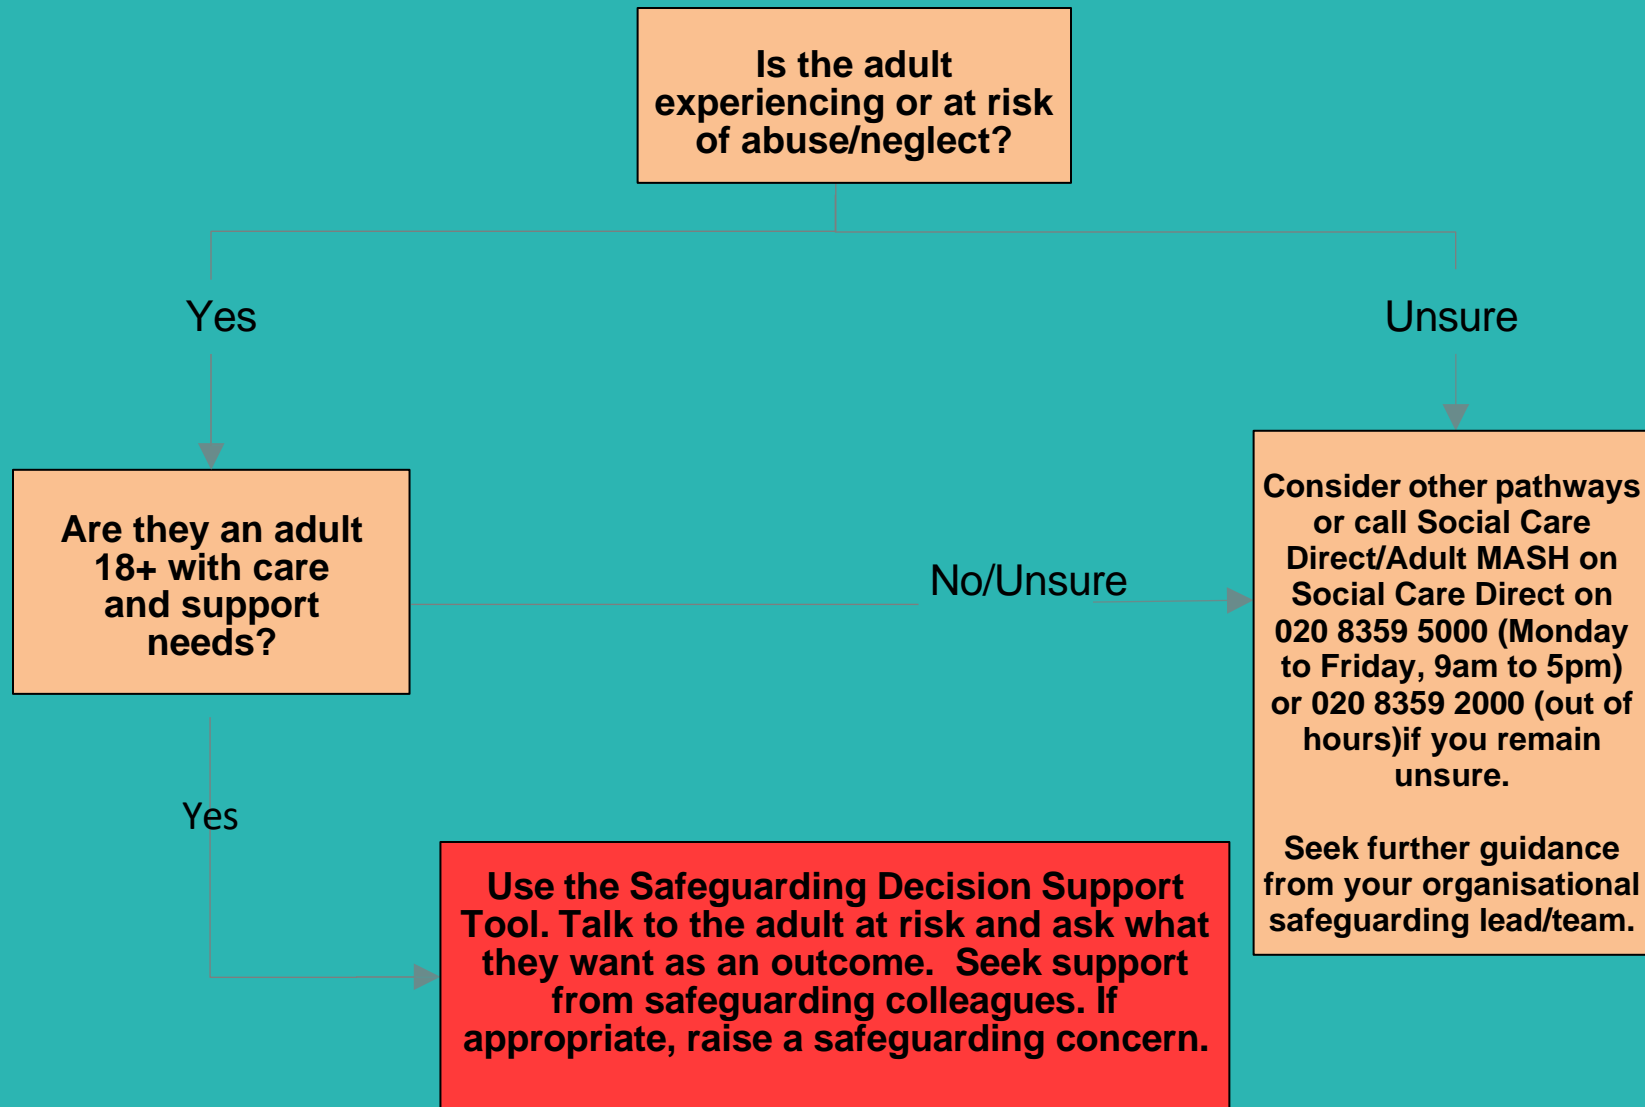 Is the adult
experiencing or at risk
of abuse/neglect?
Yes
Unsure
Are they an adult
18+ with care
and support
needs?
No/Unsure
Consider other pathways
or call Social Care
Direct/Adult MASH on
Social Care Direct on
020 8359 5000 (Monday
to Friday, 9am to 5pm)
or 020 8359 2000 (out of
hours)if you remain
unsure.
Seek further guidance
from your organisational
safeguarding lead/team.
Yes
Use the Safeguarding Decision Support
Tool. Talk to the adult at risk and ask what
they want as an outcome.  Seek support
from safeguarding colleagues. If
appropriate, raise a safeguarding concern.